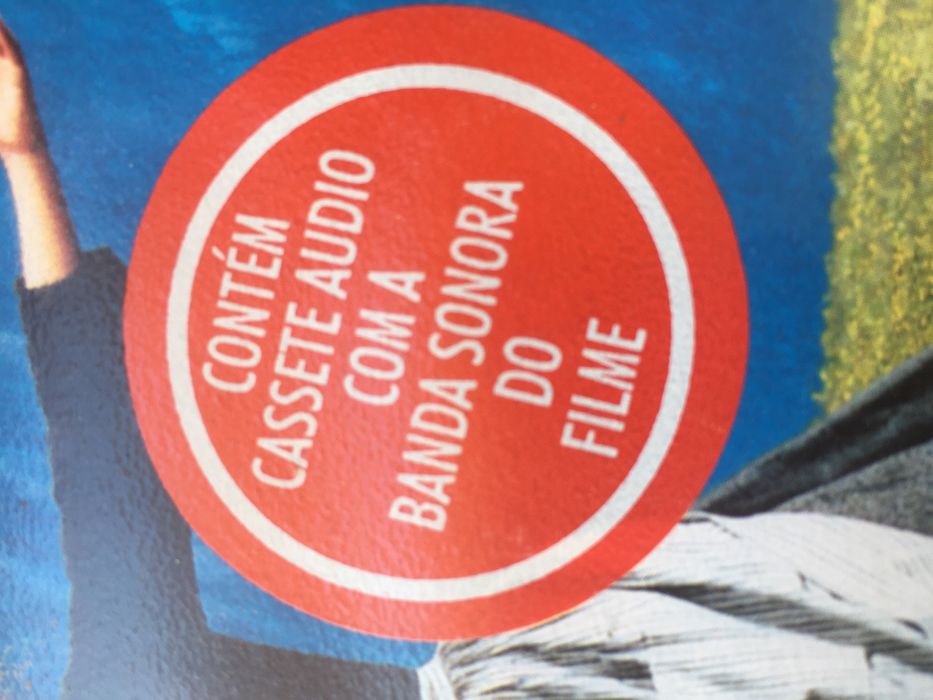 CONTÉM
CASSETE AUDIO
COM A
BANDA SONORA
DO
FILME